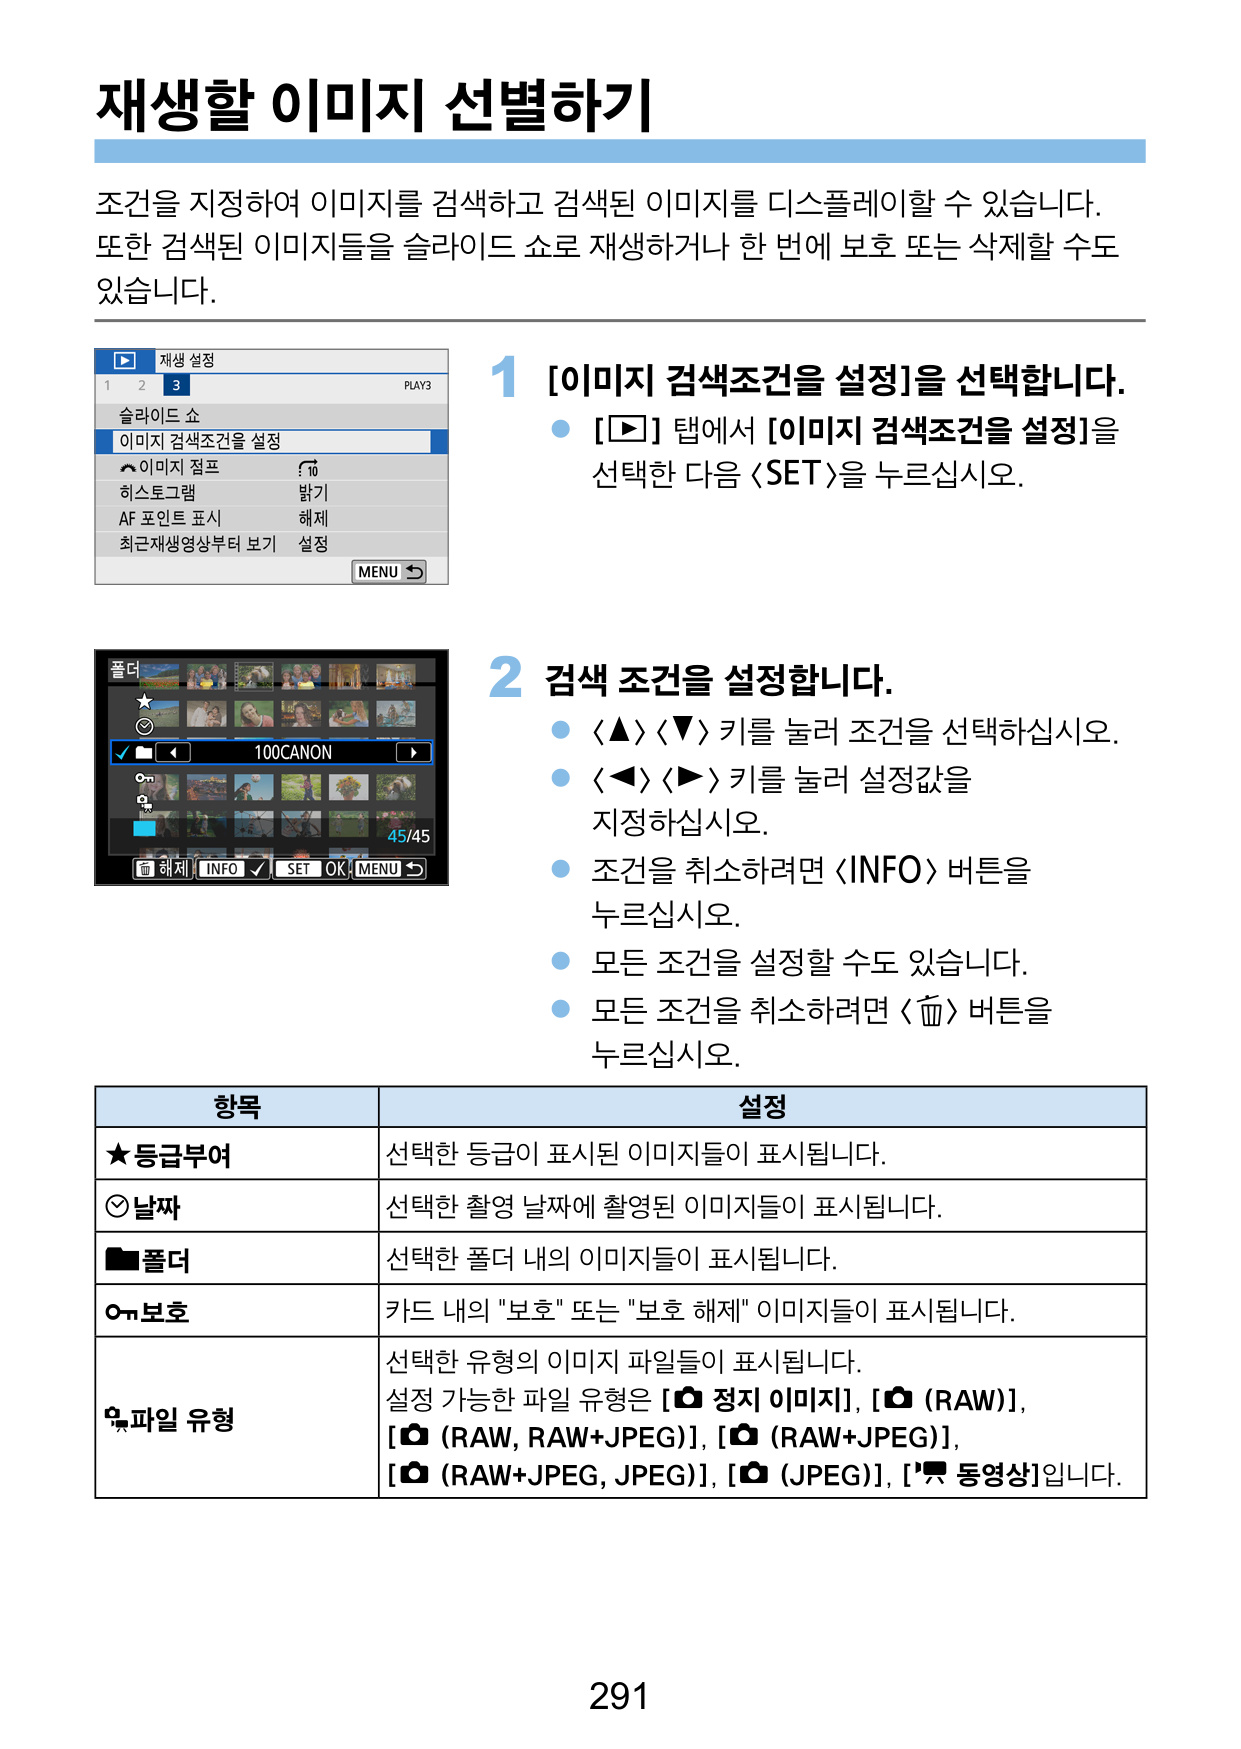 재생할 이미지 선별하기
조건을 지정하여 이미지를 검색하고 검색된 이미지를 디스플레이할 수 있습니다.
또한 검색된 이미지들을 슬라이드 쇼로 재생하거나 한 번에 보호 또는 삭제할 수도
있습니다.
재생 설정
1 2 3 PLAY3
슬라이드 쇼
이미지 검색조건을 설정
이미지 점프 10
히스토그램 밝기
AF 포인트 표시 해제
최근재생영상부터 보기 설정
MENU
1 [이미지 검색조건을 설정]을 선택합니다.
● [▶] 탭에서 [이미지 검색조건을 설정]을
선택한 다음 〈SET〉을 누르십시오.
폴더
★
✓ ◀ 100CANON ▶
45/45
해제 INFO ✓ SET OK MENU
2 검색 조건을 설정합니다.
● 〈▲〉〈▼〉 키를 눌러 조건을 선택하십시오.
● 〈◀〉〈▶〉 키를 눌러 설정값을
지정하십시오.
● 조건을 취소하려면 〈INFO〉 버튼을
누르십시오.
● 모든 조건을 설정할 수도 있습니다.
● 모든 조건을 취소하려면 〈🗑〉 버튼을
누르십시오.
항목 설정
★등급부여 선택한 등급이 표시된 이미지들이 표시됩니다.
날짜 선택한 촬영 날짜에 촬영된 이미지들이 표시됩니다.
폴더 선택한 폴더 내의 이미지들이 표시됩니다.
보호 카드 내의 "보호" 또는 "보호 해제" 이미지들이 표시됩니다.
파일 유형 선택한 유형의 이미지 파일들이 표시됩니다.
설정 가능한 파일 유형은 [📷 정지 이미지], [📷 (RAW)],
[📷 (RAW, RAW+JPEG)], [📷 (RAW+JPEG)],
[📷 (RAW+JPEG, JPEG)], [📷 (JPEG)], [🎥 동영상]입니다.
291